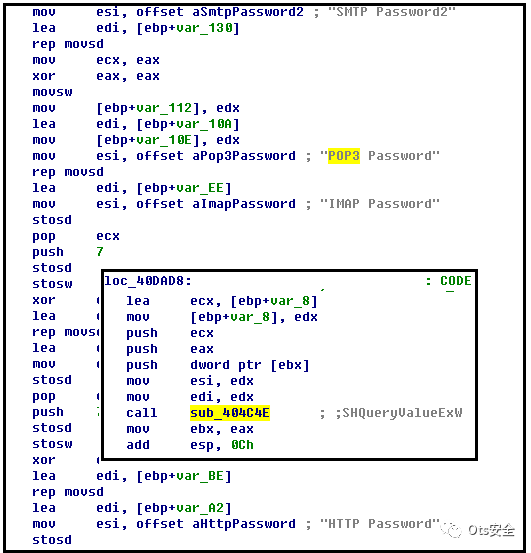 mov esi, offset aSmtpPassword2 ; "SMTP Password2"
lea edi, [ebp+var_130]
rep movsd
mov ecx, eax
xor eax, eax
movsw
mov [ebp+var_112], edx
lea edi, [ebp+var_10A]
mov [ebp+var_10E], edx
mov esi, offset aPop3Password ; "POP3 Password"
rep movsd
lea edi, [ebp+var_EE]
mov esi, offset aImapPassword ; "IMAP Password"
stosd
pop ecx
push 7
stosd
stosw
xor
lea
rep movsd
lea
mov
stosd
pop
push
stosd
stosw
xor
loc_40DAD8: : CODE
lea ecx, [ebp+var_8]
mov [ebp+var_8], edx
push ecx
push eax
push dword ptr [ebx]
mov esi, edx
mov edi, edx
call sub_404C4E ; ;SHQueryValueExW
mov ebx, eax
add esp, 0Ch
lea edi, [ebp+var_BE]
rep movsd
lea edi, [ebp+var_A2]
mov esi, offset aHttpPassword ; "HTTP Password"
stosd
Ots安全